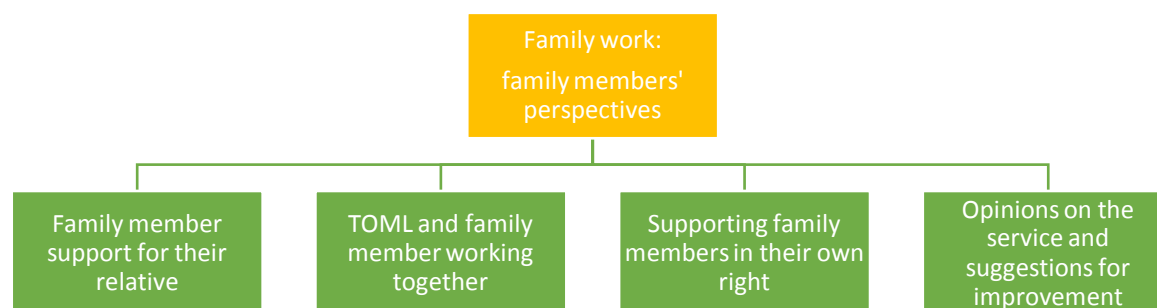 Family work:
family members'
perspectives
Family member
support for their
relative
TOML and family
member working
together
Supporting family
members in their own
right
Opinions on the
service and
suggestions for
improvement